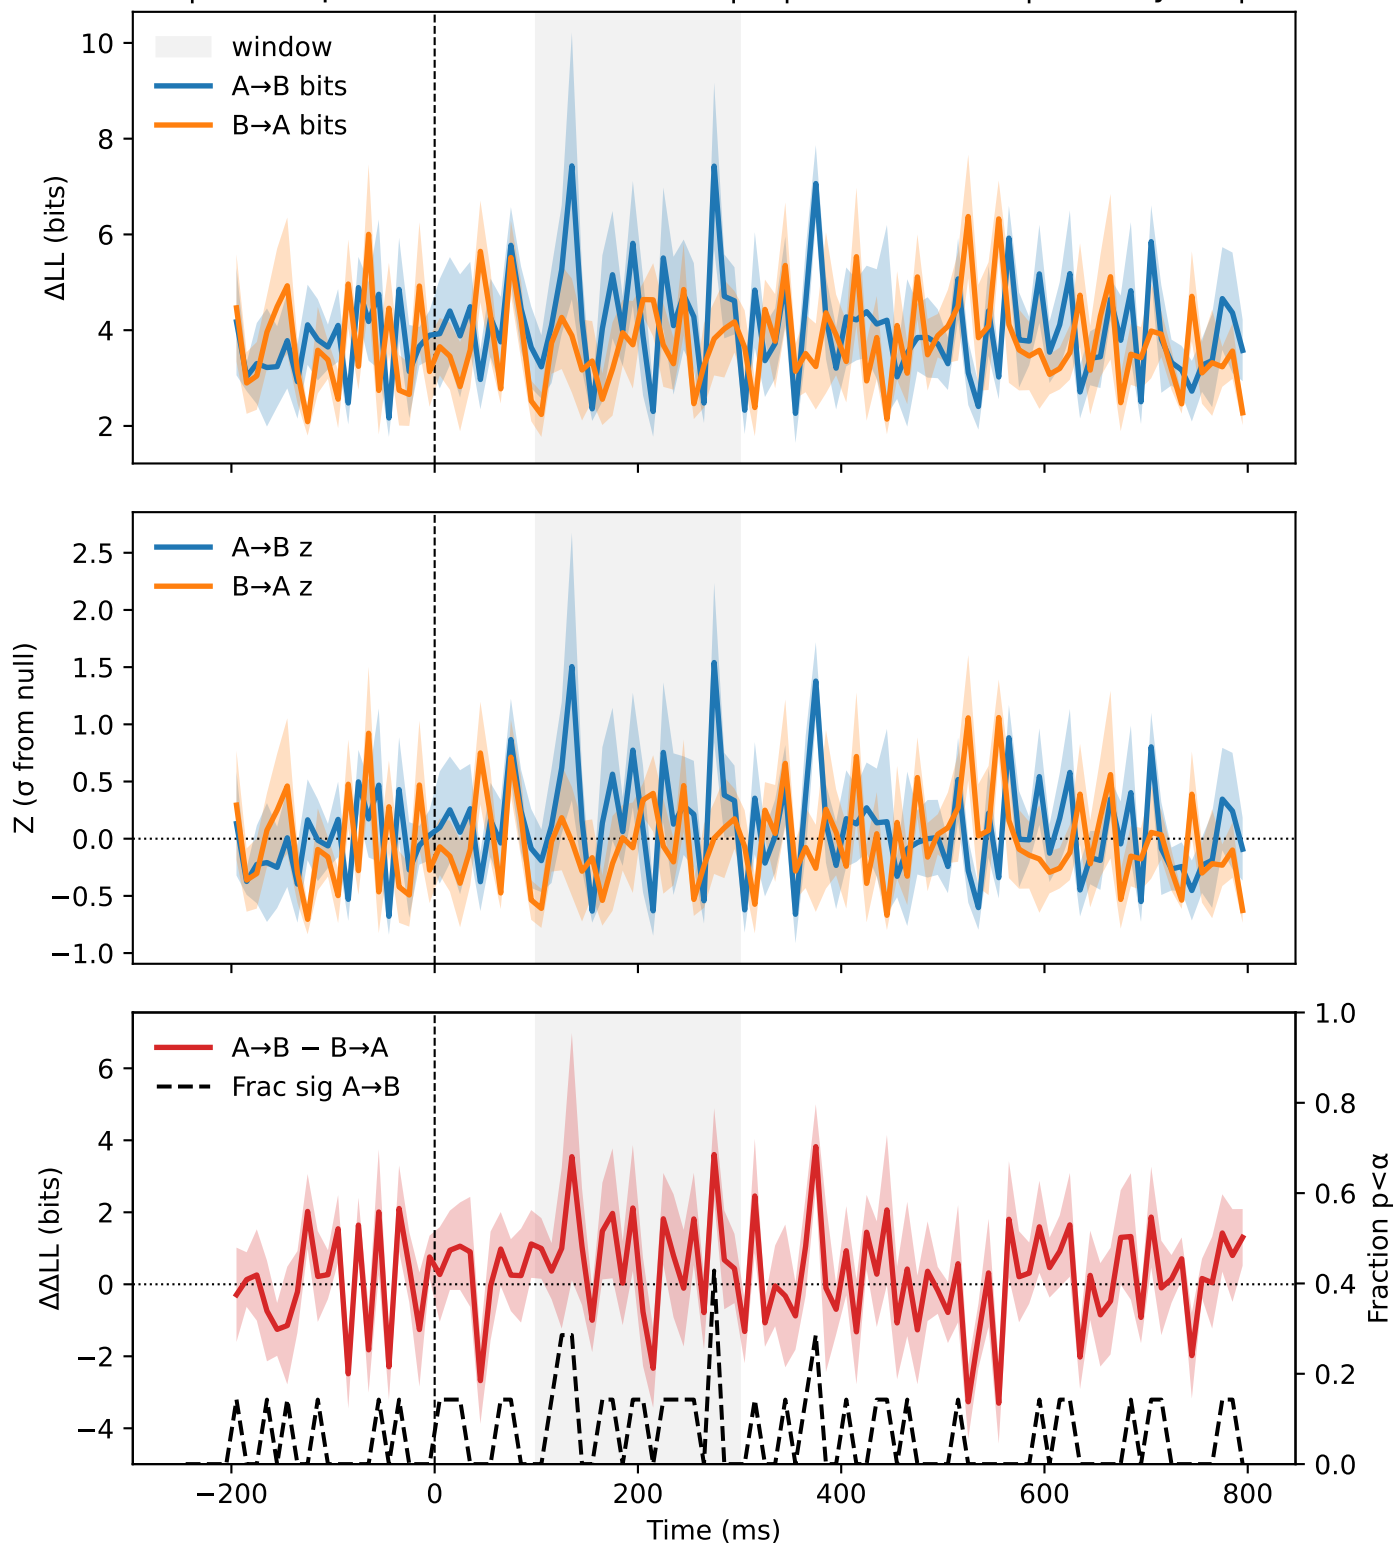 window
A→B bits
B→A bits
10
8
6
4
2
ΔLL (bits)
A→B z
B→A z
2.5
2.0
1.5
1.0
0.5
0.0
−0.5
−1.0
Z (σ from null)
A→B − B→A
Frac sig A→B
6
4
2
0
−2
−4
ΔΔLL (bits)
1.0
0.8
0.6
0.4
0.2
0.0
Fraction p<α
−200 0 200 400 600 800
Time (ms)